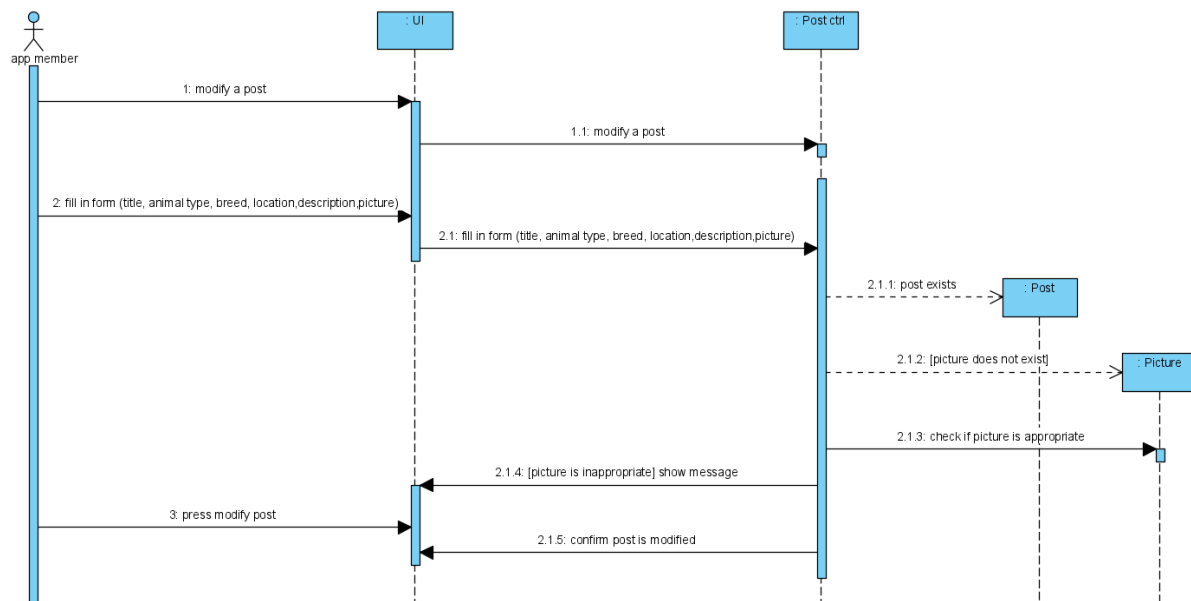 : UI
: Post ctrl
app member
1: modify a post
1.1: modify a post
2: fill in form (title, animal type, breed, location,description,picture)
2.1: fill in form (title, animal type, breed, location,description,picture)
2.1.1: post exists
: Post
2.1.2: [picture does not exist]
: Picture
2.1.3: check if picture is appropriate
2.1.4: [picture is inappropriate] show message
3: press modify post
2.1.5: confirm post is modified